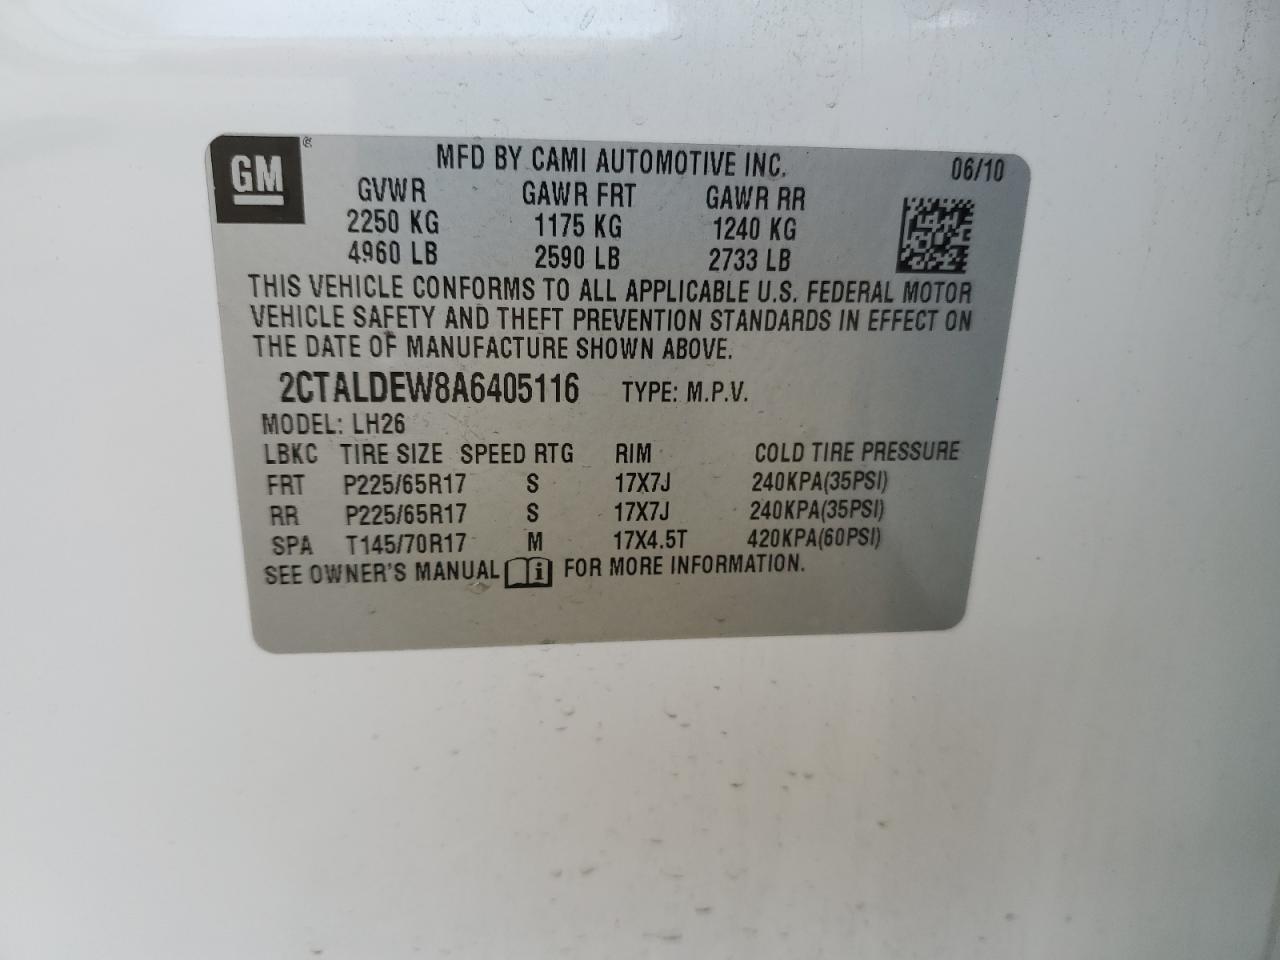 GM ®
MFD BY CAMI AUTOMOTIVE INC. 06/10
GVWR GAWR FRT GAWR RR
2250 KG 1175 KG 1240 KG
4960 LB 2590 LB 2733 LB
THIS VEHICLE CONFORMS TO ALL APPLICABLE U.S. FEDERAL MOTOR
VEHICLE SAFETY AND THEFT PREVENTION STANDARDS IN EFFECT ON
THE DATE OF MANUFACTURE SHOWN ABOVE.
2CTALDEW8A6405116 TYPE: M.P.V.
MODEL: LH26
LBKC TIRE SIZE SPEED RTG RIM COLD TIRE PRESSURE
FRT P225/65R17 S 17X7J 240KPA(35PSI)
RR P225/65R17 S 17X7J 240KPA(35PSI)
SPA T145/70R17 M 17X4.5T 420KPA(60PSI)
SEE OWNER'S MANUAL i FOR MORE INFORMATION.